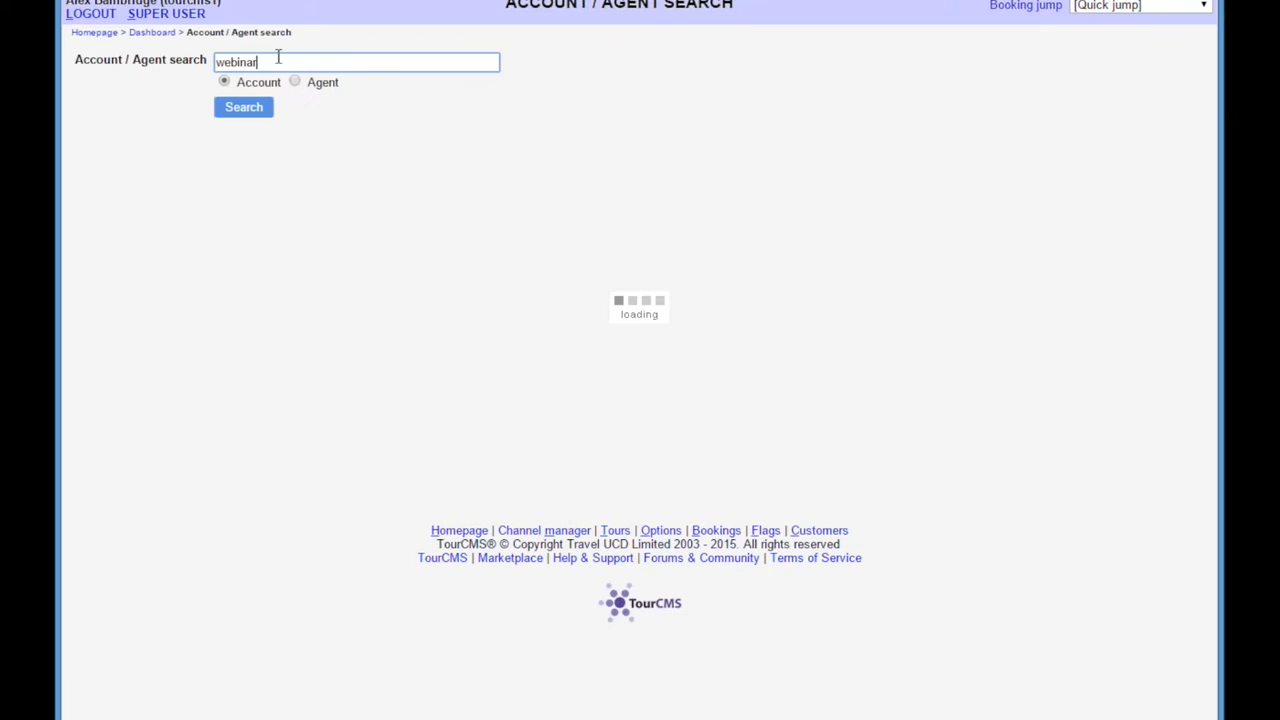 Alex Bambridge (tourcms1)
ACCOUNT / AGENT SEARCH
Booking jump [Quick jump]
LOGOUT SUPER USER
Homepage > Dashboard > Account / Agent search
Account / Agent search webinar
Account Agent
Search
loading
Homepage | Channel manager | Tours | Options | Bookings | Flags | Customers
TourCMS® © Copyright Travel UCD Limited 2003 - 2015. All rights reserved
TourCMS | Marketplace | Help & Support | Forums & Community | Terms of Service
TourCMS